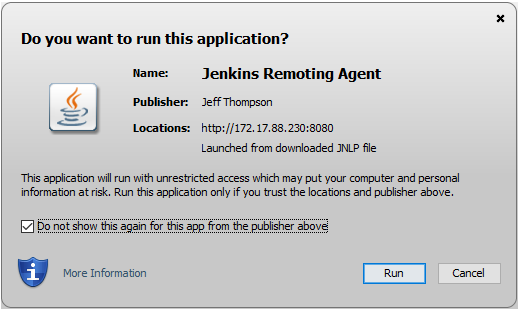 Do you want to run this application?
Name: Jenkins Remoting Agent
Publisher: Jeff Thompson
Locations: http://172.17.88.230:8080
Launched from downloaded JNLP file
This application will run with unrestricted access which may put your computer and personal
information at risk. Run this application only if you trust the locations and publisher above.
Do not show this again for this app from the publisher above
More Information
Run
Cancel